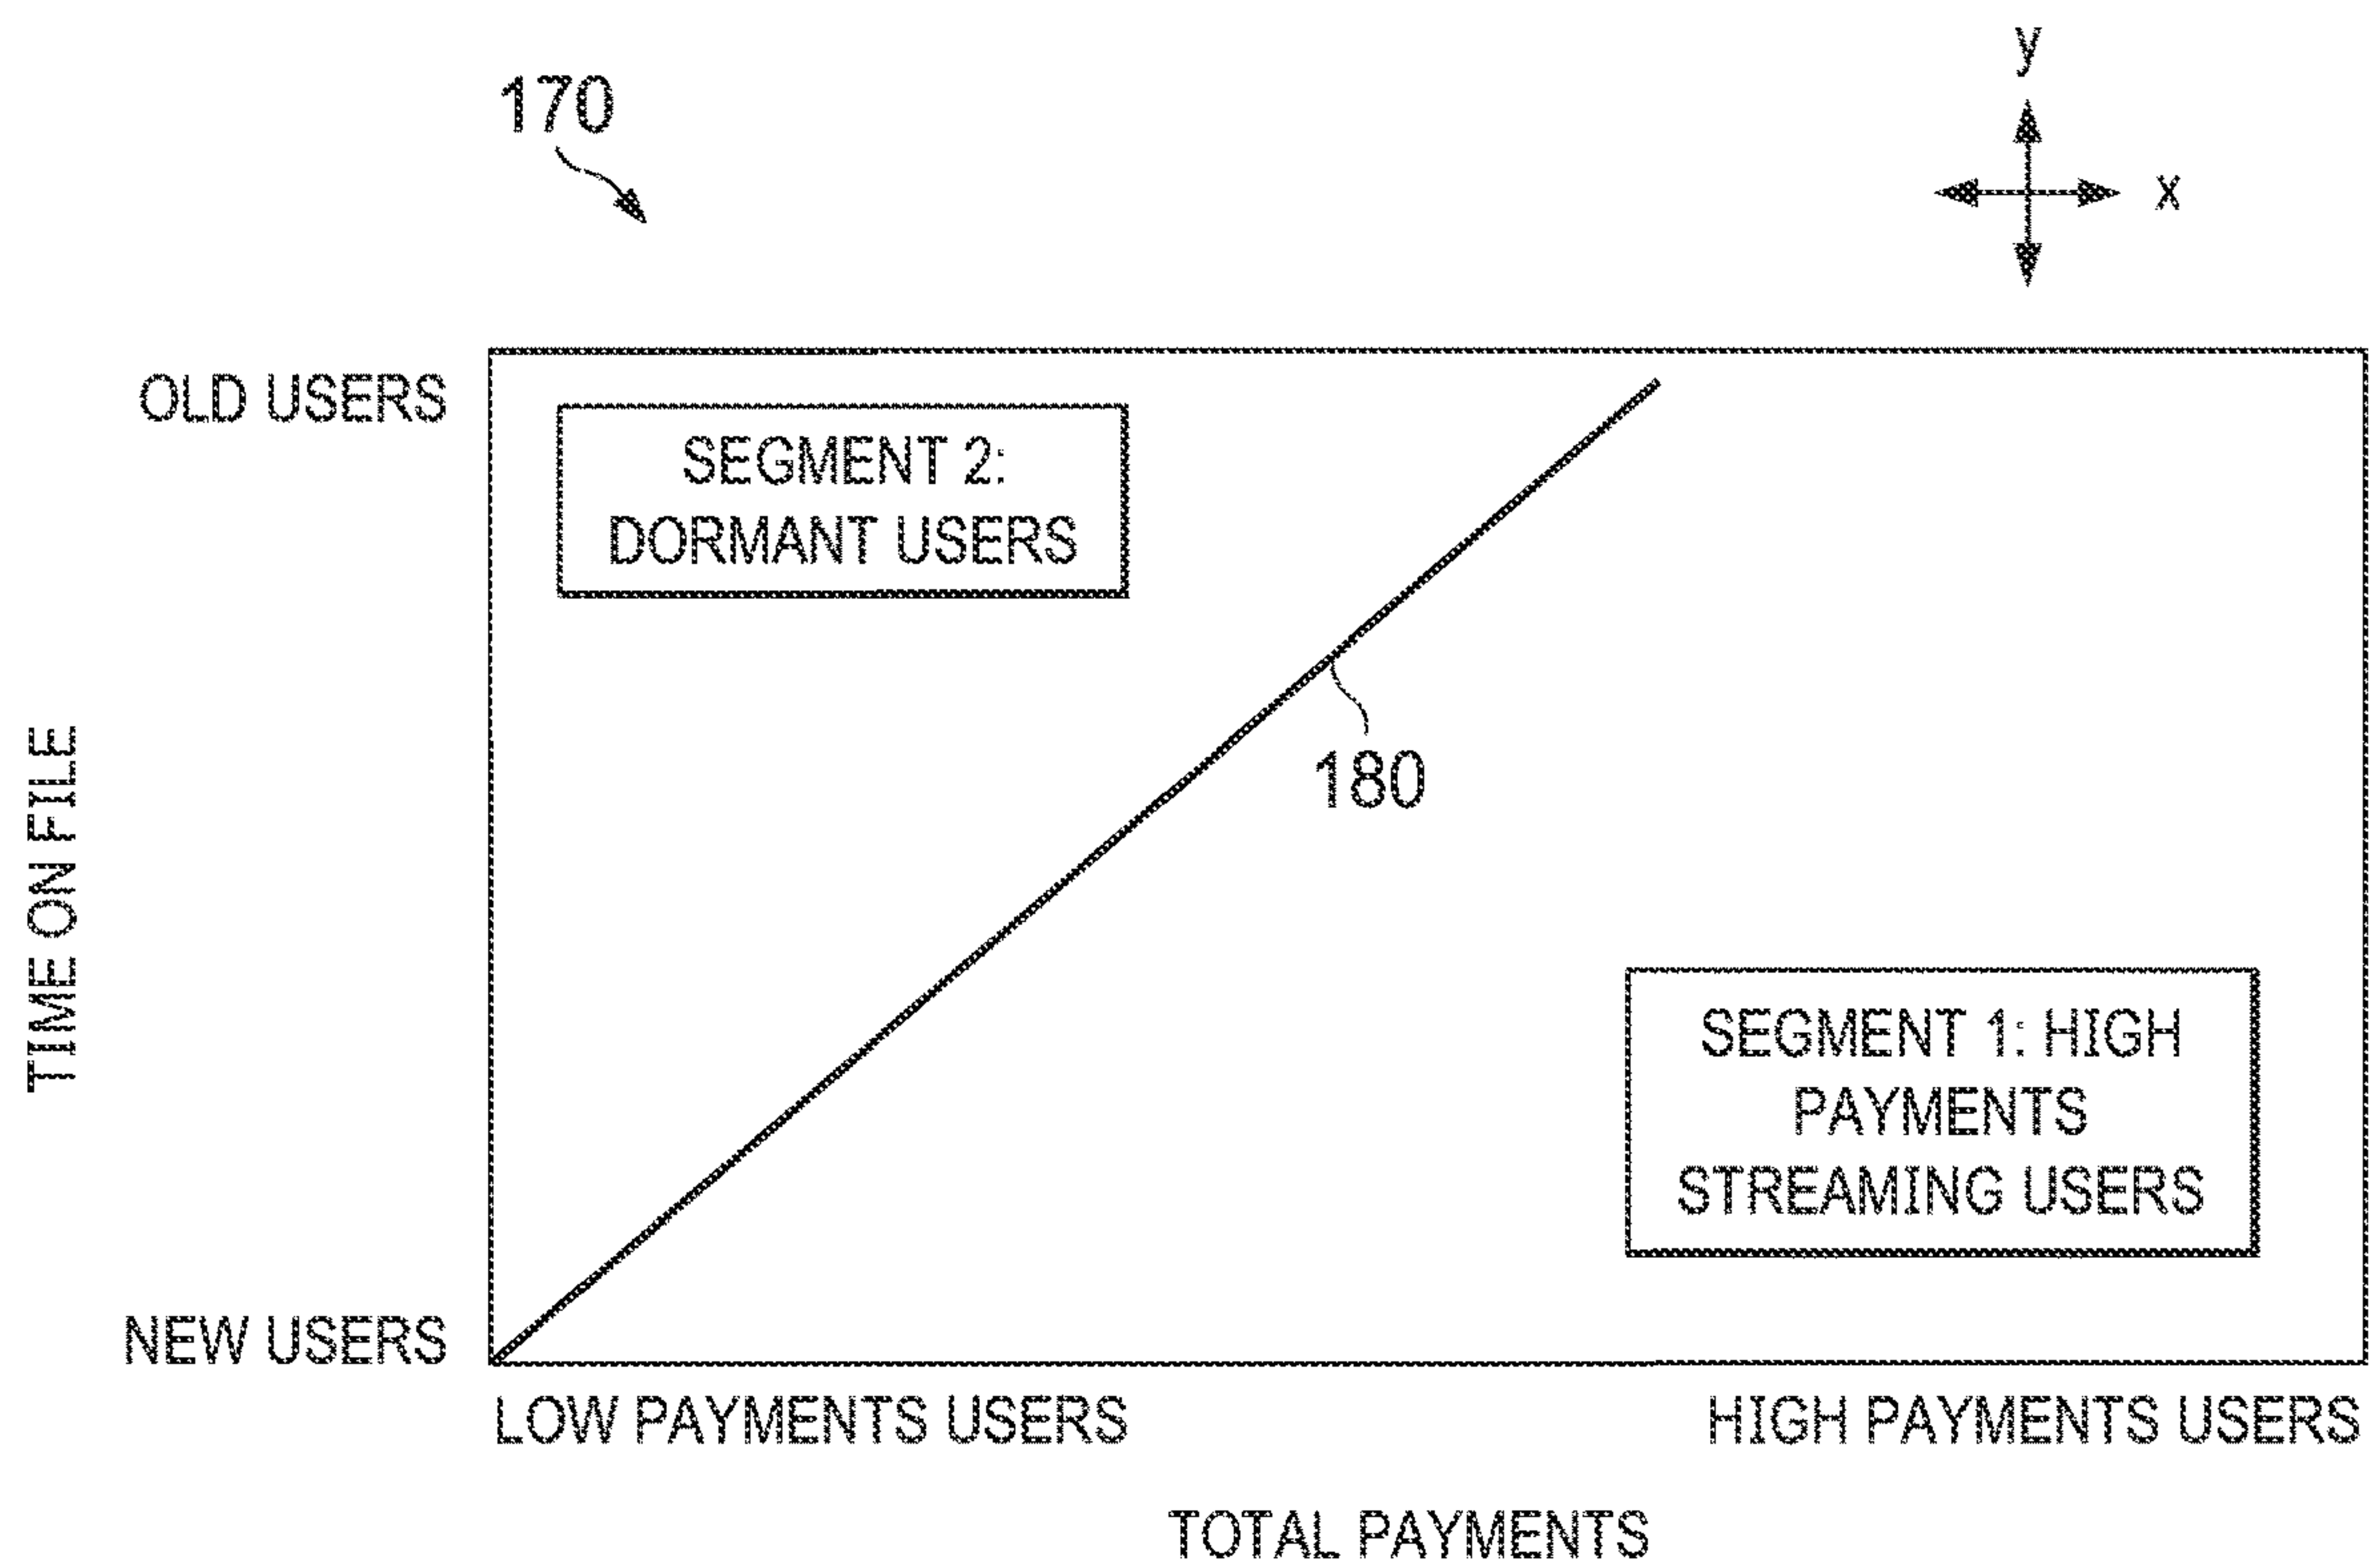 170
y
x
OLD USERS
SEGMENT 2:
DORMANT USERS
TIME ON FILE
180
SEGMENT 1: HIGH
PAYMENTS
STREAMING USERS
NEW USERS
LOW PAYMENTS USERS
HIGH PAYMENTS USERS
TOTAL PAYMENTS